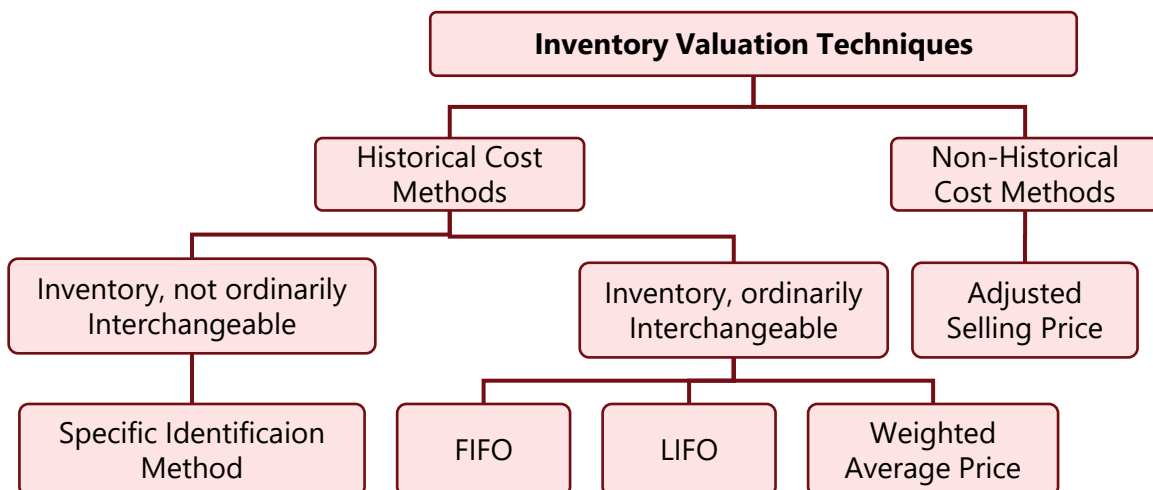 Inventory Valuation Techniques
Historical Cost
Methods
Non-Historical
Cost Methods
Inventory, not ordinarily
Interchangeable
Inventory, ordinarily
Interchangeable
Adjusted
Selling Price
Specific Identificaion
Method
FIFO
LIFO
Weighted
Average Price